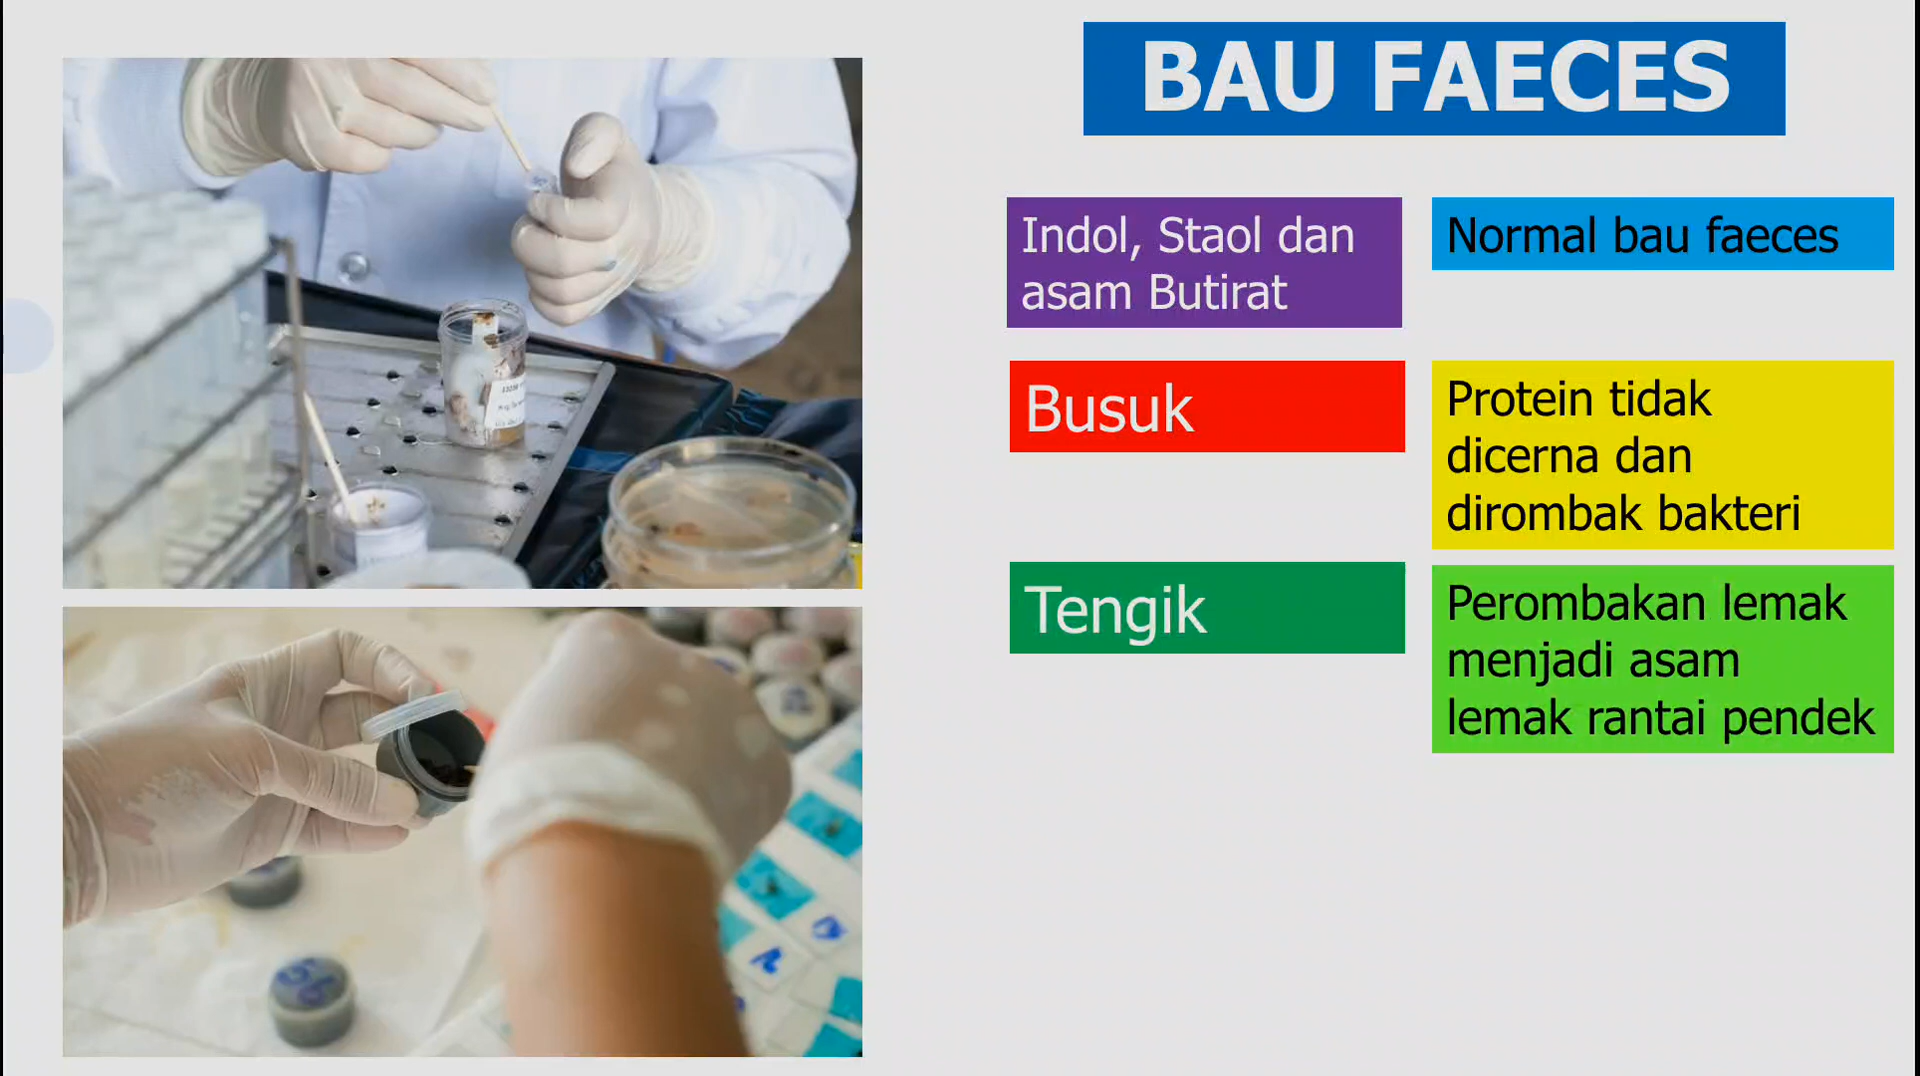 BAU FAECES
Indol, Staol dan
asam Butirat
Normal bau faeces
Busuk
Protein tidak
dicerna dan
dirombak bakteri
Tengik
Perombakan lemak
menjadi asam
lemak rantai pendek